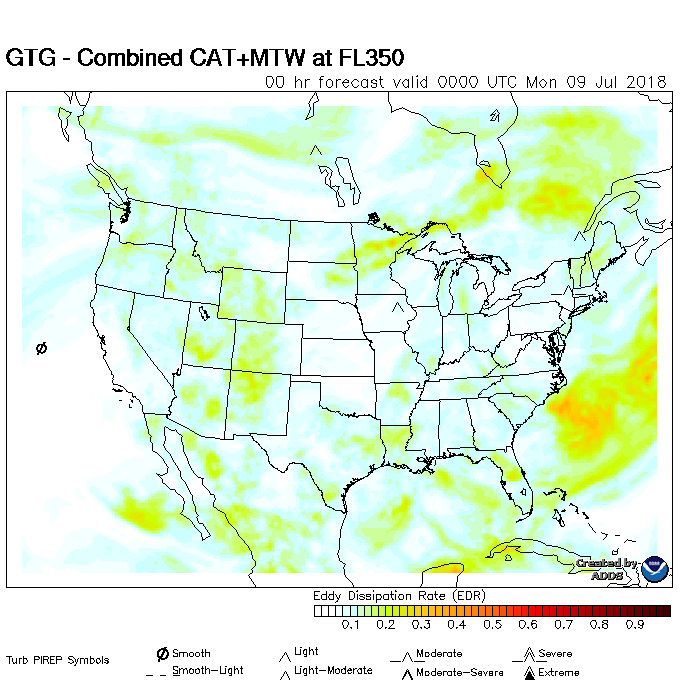 GTG - Combined CAT+MTW at FL350
00 hr forecast valid 0000 UTC Mon 09 Jul 2018
Created by
ADDS
Eddy Dissipation Rate (EDR)
0.1 0.2 0.3 0.4 0.5 0.6 0.7 0.8 0.9
Turb PIREP Symbols
Smooth Light Moderate Severe
Smooth-Light Light-Moderate Moderate-Severe Extreme